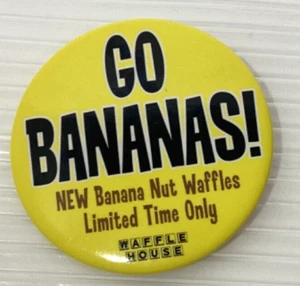 GO
BANANAS!
NEW Banana Nut Waffles
Limited Time Only
WAFFLE
HOUSE